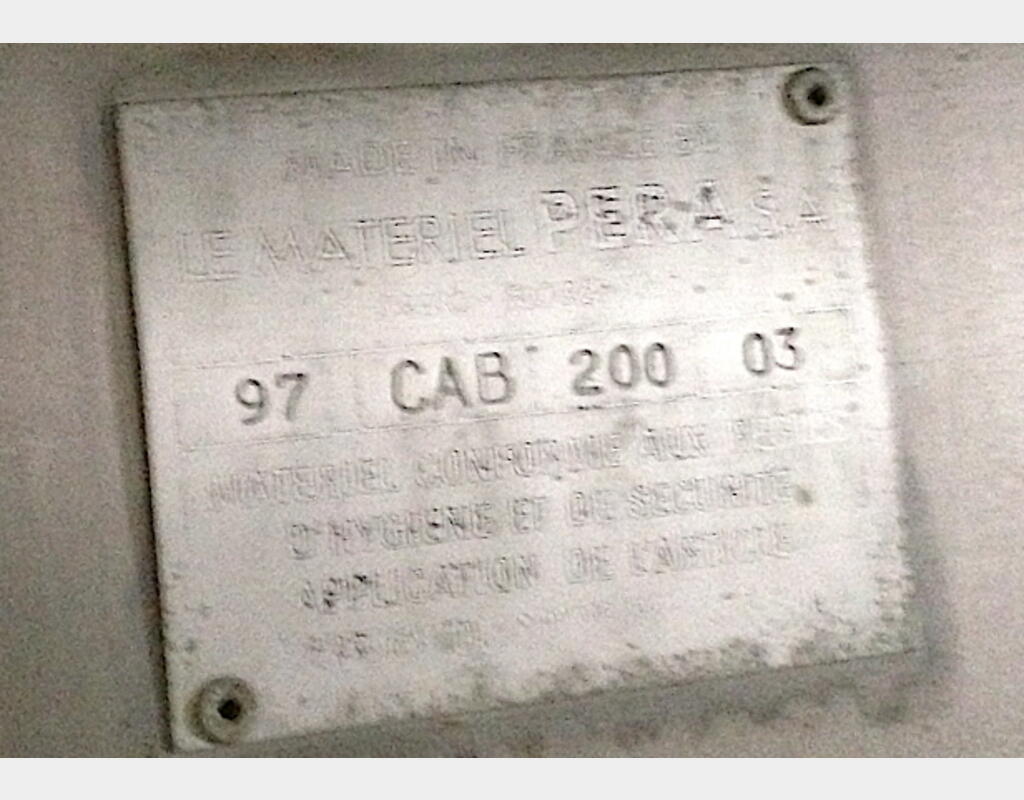 MADE IN FRANCE BY
LE MATERIEL PERA S.A
97 CAB 200 03
MATERIEL CONFORME AUX REGLES
D'HYGIENE ET DE SECURITE
APPLICATION DE L'ARTICLE